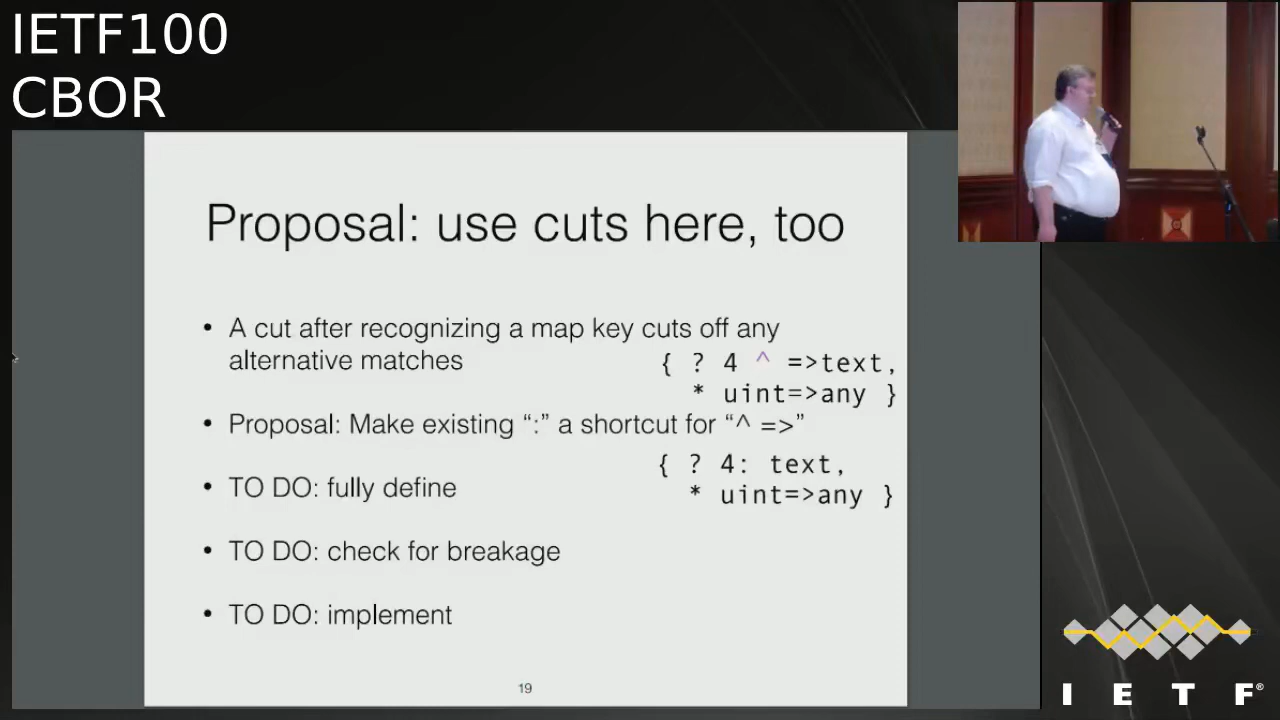 IETF100
CBOR
Proposal: use cuts here, too
• A cut after recognizing a map key cuts off any
alternative matches
{ ? 4 ^ =>text,
* uint=>any }
• Proposal: Make existing “:” a shortcut for “^ =>”
{ ? 4: text,
* uint=>any }
• TO DO: fully define
• TO DO: check for breakage
• TO DO: implement
19
I E T F®